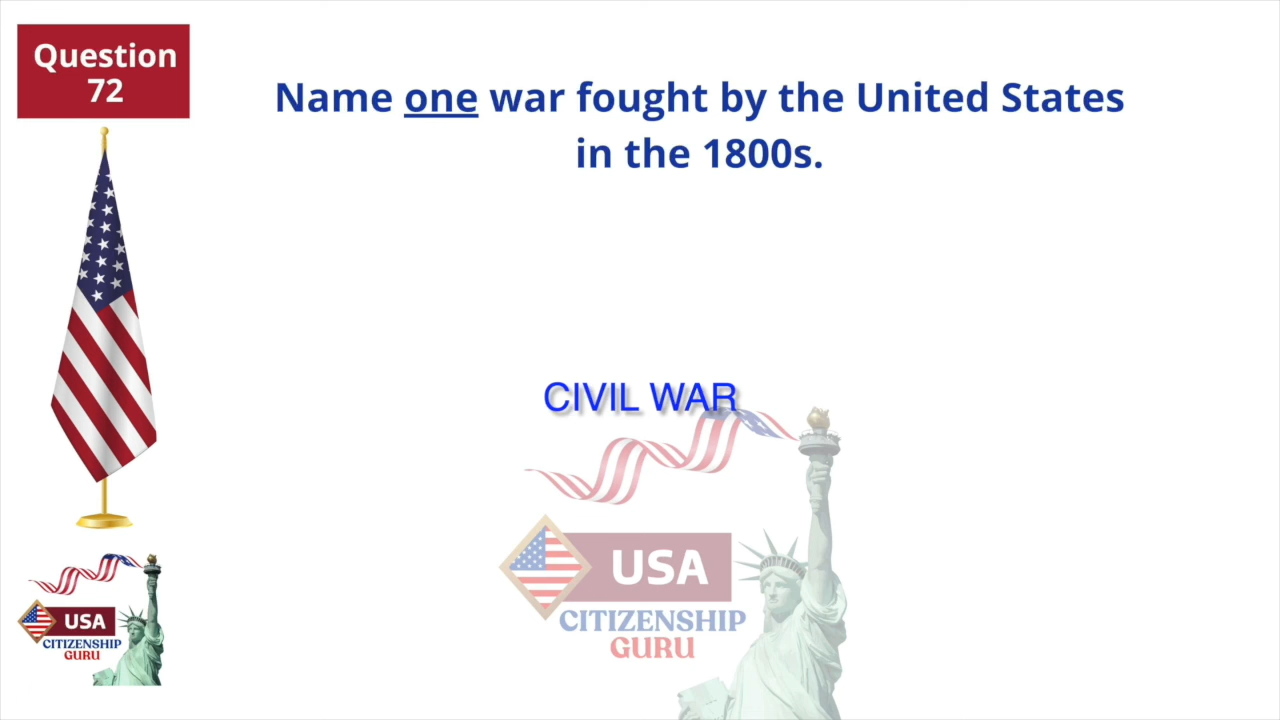 Question
72
Name one war fought by the United States
in the 1800s.
CIVIL WAR
USA
CITIZENSHIP
GURU
USA
CITIZENSHIP
GURU